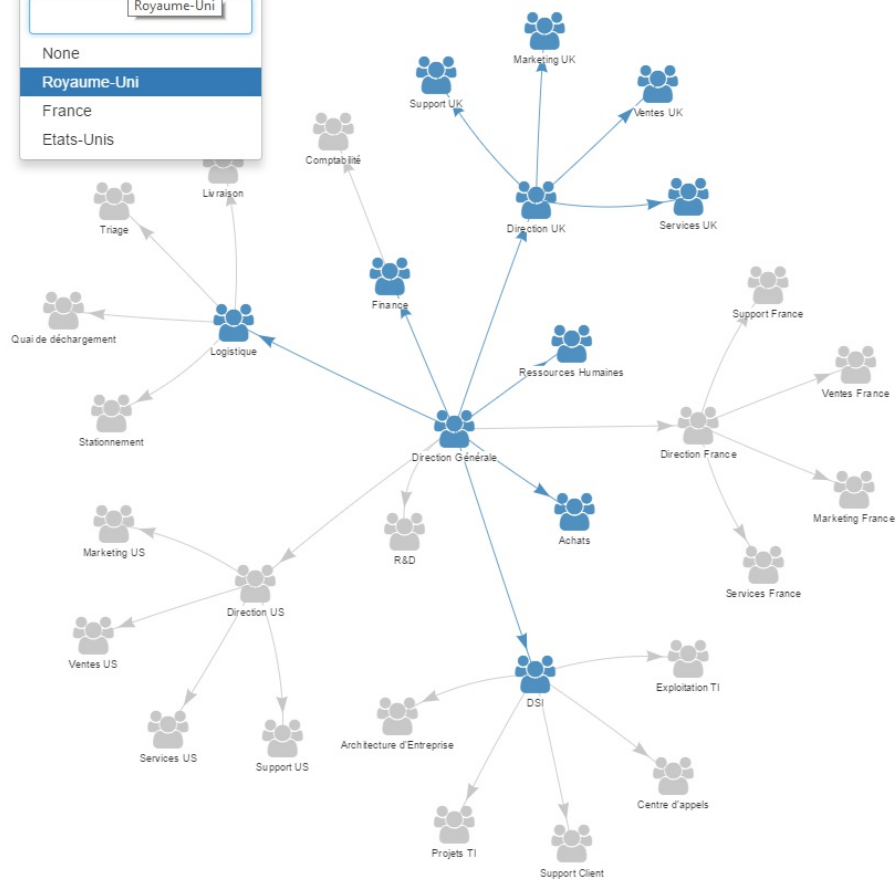 Royaume-Uni
None
Royaume-Uni
France
Etats-Unis
Marketing UK
Support UK
Ventes UK
Comptabilité
Livraison
Triage
Direction UK
Services UK
Finance
Support France
Quai de déchargement
Logistique
Ressources Humaines
Ventes France
Stationnement
Direction Générale
Direction France
Marketing France
Marketing US
R&D
Achats
Services France
Direction US
Ventes US
Exploitation TI
DSI
Architecture d'Entreprise
Services US
Support US
Centre d'appels
Projets TI
Support Client